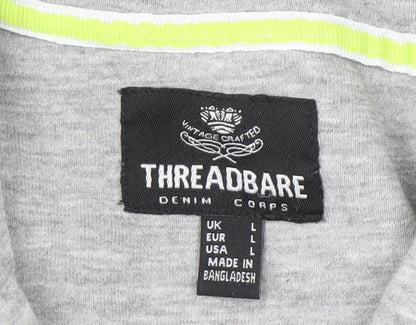 VINTAGE CRAFTED
THREADBARE
DENIM CORPS
UK L
EUR L
USA L
MADE IN
BANGLADESH